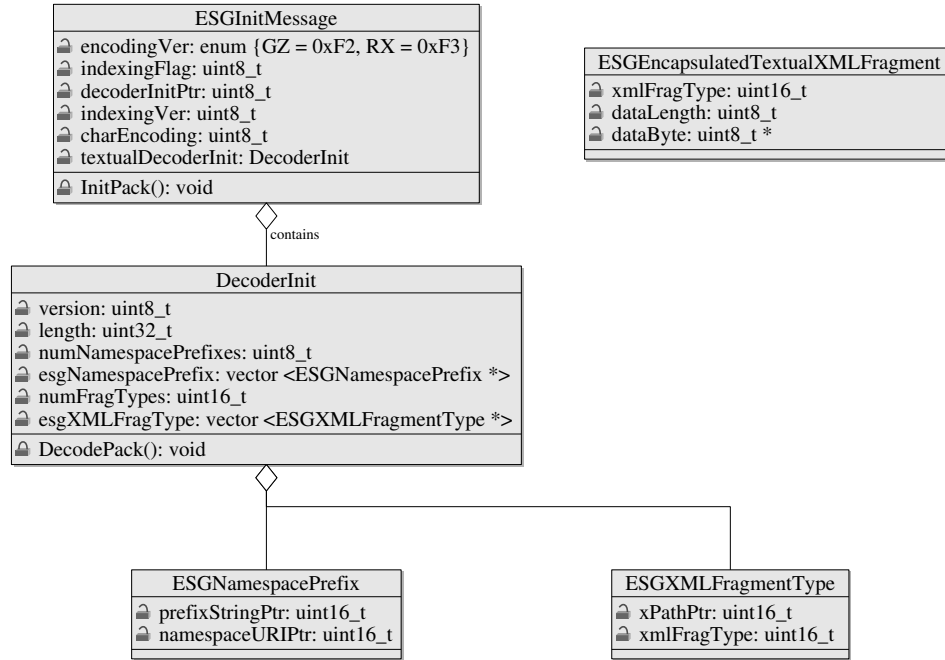 ESGInitMessage
encodingVer: enum {GZ = 0xF2, RX = 0xF3}
indexingFlag: uint8_t
decoderInitPtr: uint8_t
indexingVer: uint8_t
charEncoding: uint8_t
textualDecoderInit: DecoderInit
InitPack(): void
ESGEncapsulatedTextualXMLFragment
xmlFragType: uint16_t
dataLength: uint8_t
dataByte: uint8_t *
contains
DecoderInit
version: uint8_t
length: uint32_t
numNamespacePrefixes: uint8_t
esgNamespacePrefix: vector <ESGNamespacePrefix *>
numFragTypes: uint16_t
esgXMLFragType: vector <ESGXMLFragmentType *>
DecodePack(): void
ESGNamespacePrefix
prefixStringPtr: uint16_t
namespaceURIPtr: uint16_t
ESGXMLFragmentType
xPathPtr: uint16_t
xmlFragType: uint16_t